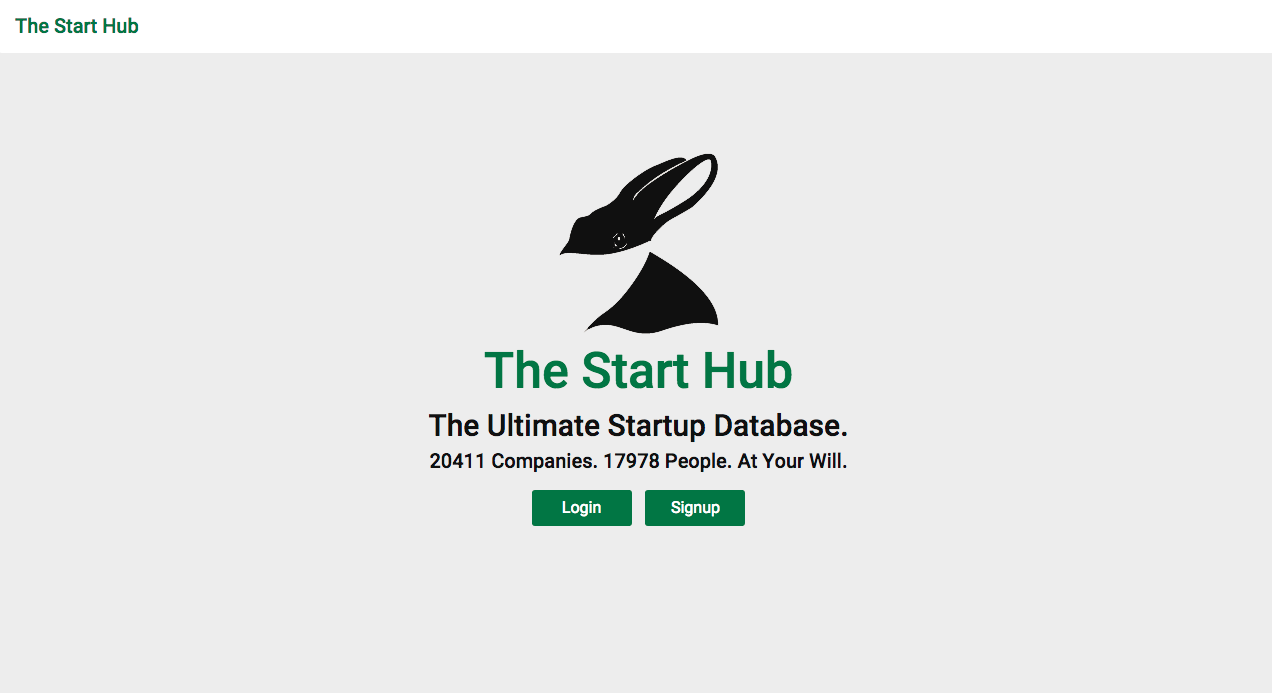 The Start Hub
The Start Hub
The Ultimate Startup Database.
20411 Companies. 17978 People. At Your Will.
Login Signup